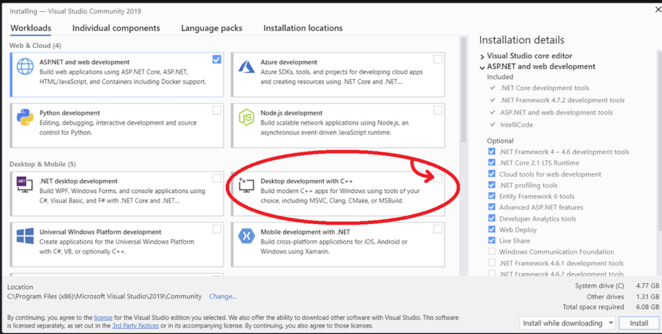 Installing — Visual Studio Community 2019
Workloads Individual components Language packs Installation locations
Web & Cloud (4)
ASP.NET and web development
Build web applications using ASP.NET Core, ASP.NET,
HTML/JavaScript, and Containers including Docker support.
Azure development
Azure SDKs, tools, and projects for developing cloud apps
and creating resources using .NET Core and .NET...
Python development
Editing, debugging, interactive development and source
control for Python.
Node.js development
Build scalable network applications using Node.js, an
asynchronous event-driven JavaScript runtime.
Desktop & Mobile (5)
.NET desktop development
Build WPF, Windows Forms, and console applications using
C#, Visual Basic, and F# with .NET Core and .NET...
Desktop development with C++
Build modern C++ apps for Windows using tools of your
choice, including MSVC, Clang, CMake, or MSBuild.
Universal Windows Platform development
Create applications for the Universal Windows Platform
with C#, VB, or optionally C++.
Mobile development with .NET
Build cross-platform applications for iOS, Android or
Windows using Xamarin.
Installation details
Visual Studio core editor
ASP.NET and web development
Included
.NET Core development tools
.NET Framework 4.7.2 development tools
ASP.NET and web development tools
IntelliCode
Optional
.NET Framework 4 – 4.6 development tools
.NET Core 2.1 LTS Runtime
Cloud tools for web development
.NET profiling tools
Entity Framework 6 tools
Advanced ASP.NET features
Developer Analytics tools
Web Deploy
Live Share
Windows Communication Foundation
.NET Framework 4.6.1 development tools
.NET Framework 4.6.2 development tools
Location
C:\Program Files (x86)\Microsoft Visual Studio\2019\Community Change...
System drive (C) 4.77 GB
Other drives 1.31 GB
Total space required 6.08 GB
By continuing, you agree to the license for the Visual Studio edition you selected. We also offer the ability to download other software with Visual Studio. This software
is licensed separately, as set out in the 3rd Party Notices or in its accompanying license. By continuing, you also agree to those licenses.
Install while downloading Install